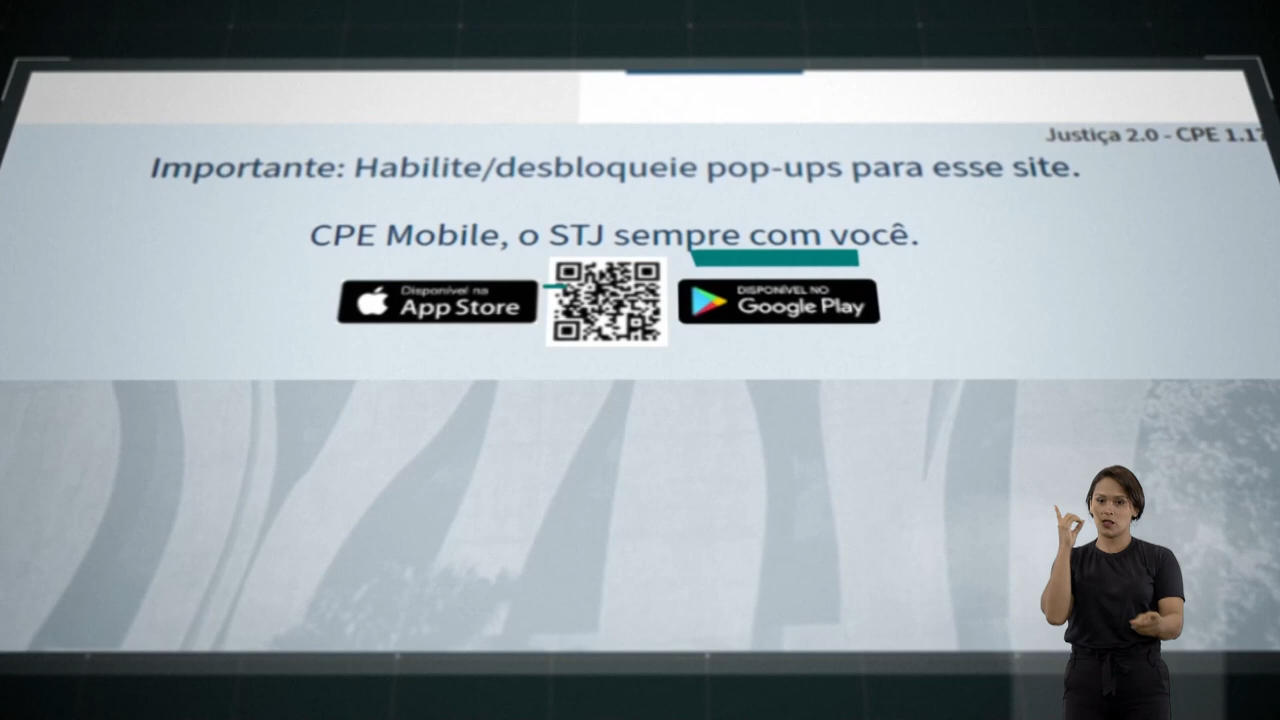 Justiça 2.0 - CPE 1.17
Importante: Habilite/desbloqueie pop-ups para esse site.
CPE Mobile, o STJ sempre com você.
Disponível na
App Store
DISPONÍVEL NO
Google Play